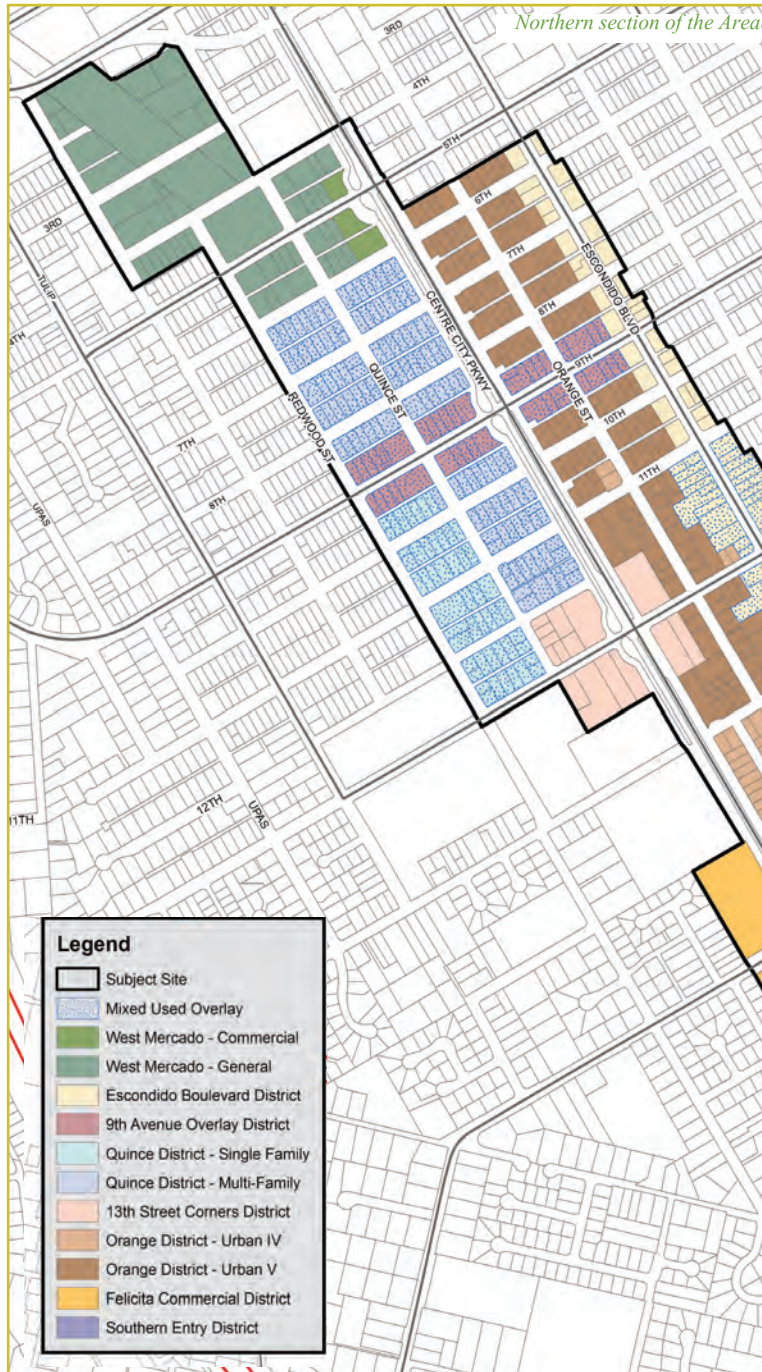 Northern section of the Area
3RD
4TH
5TH
6TH
7TH
8TH
9TH
10TH
11TH
ESCONDIDO BLVD
ORANGE ST
CENTRE CITY PKWY
QUINCE ST
REDWOOD ST
3RD
TULIP
4TH
7TH
8TH
UPAS
12TH
UPAS
11TH
Legend
Subject Site
Mixed Used Overlay
West Mercado - Commercial
West Mercado - General
Escondido Boulevard District
9th Avenue Overlay District
Quince District - Single Family
Quince District - Multi-Family
13th Street Corners District
Orange District - Urban IV
Orange District - Urban V
Felicita Commercial District
Southern Entry District